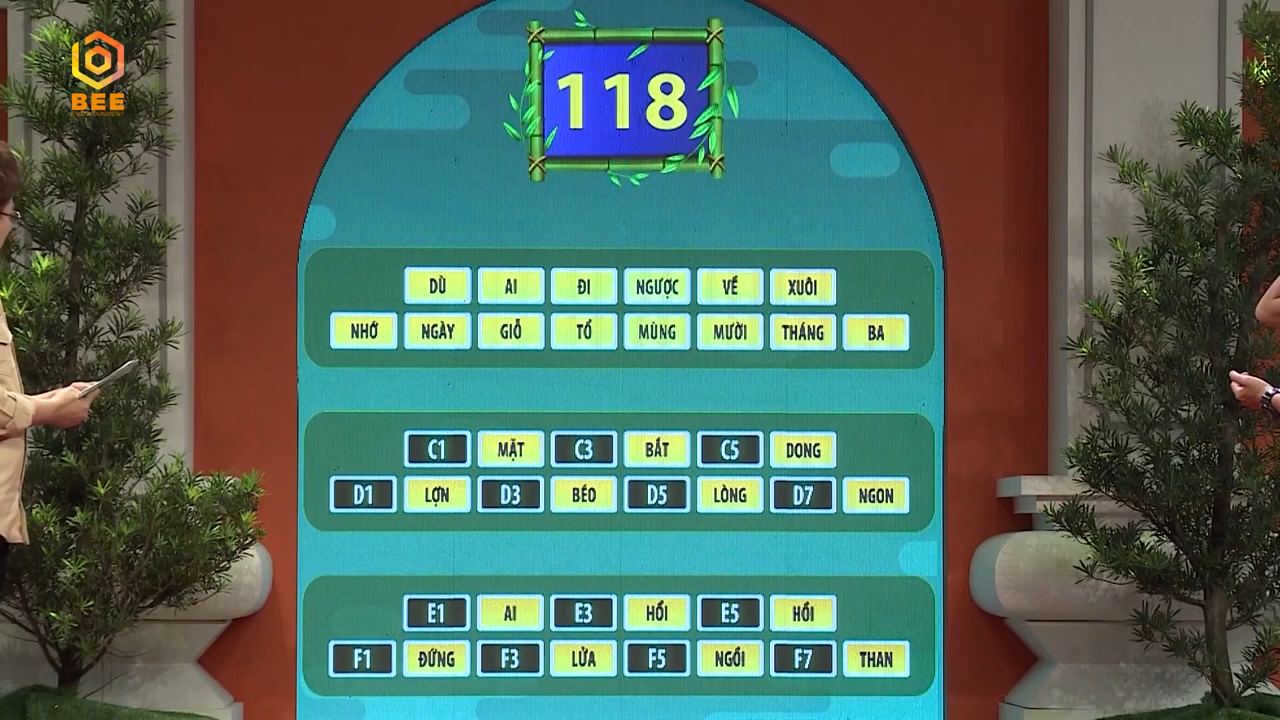 BEE
ENTERTAINMENT
118
DÙ AI ĐI NGƯỢC VỀ XUÔI
NHỚ NGÀY GIỖ TỔ MÙNG MƯỜI THÁNG BA
C1 MẶT C3 BẮT C5 DONG
D1 LỢN D3 BÉO D5 LÒNG D7 NGON
E1 AI E3 HỔI E5 HỔI
F1 ĐỨNG F3 LỬA F5 NGỒI F7 THAN